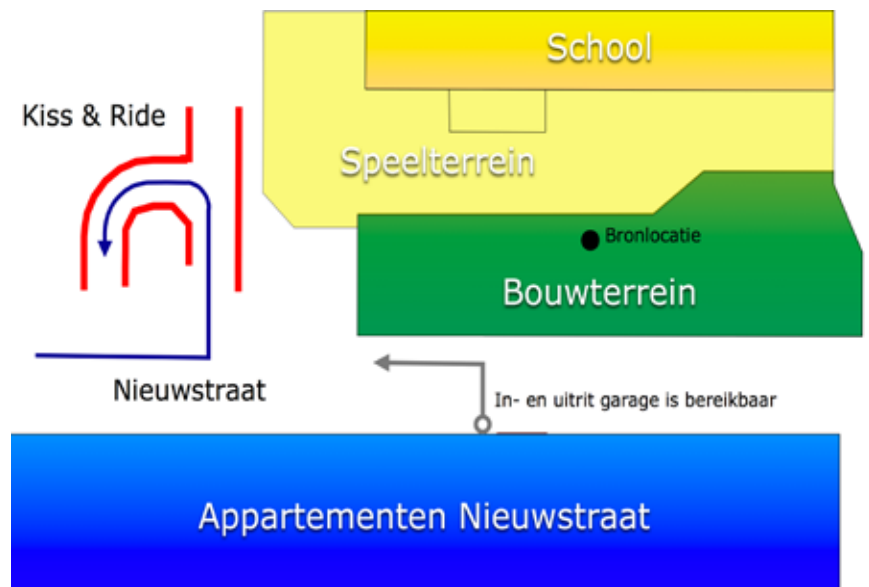 School
Kiss & Ride
Speelterrein
Bronlocatie
Bouwterrein
Nieuwstraat
In- en uitrit garage is bereikbaar
Appartementen Nieuwstraat